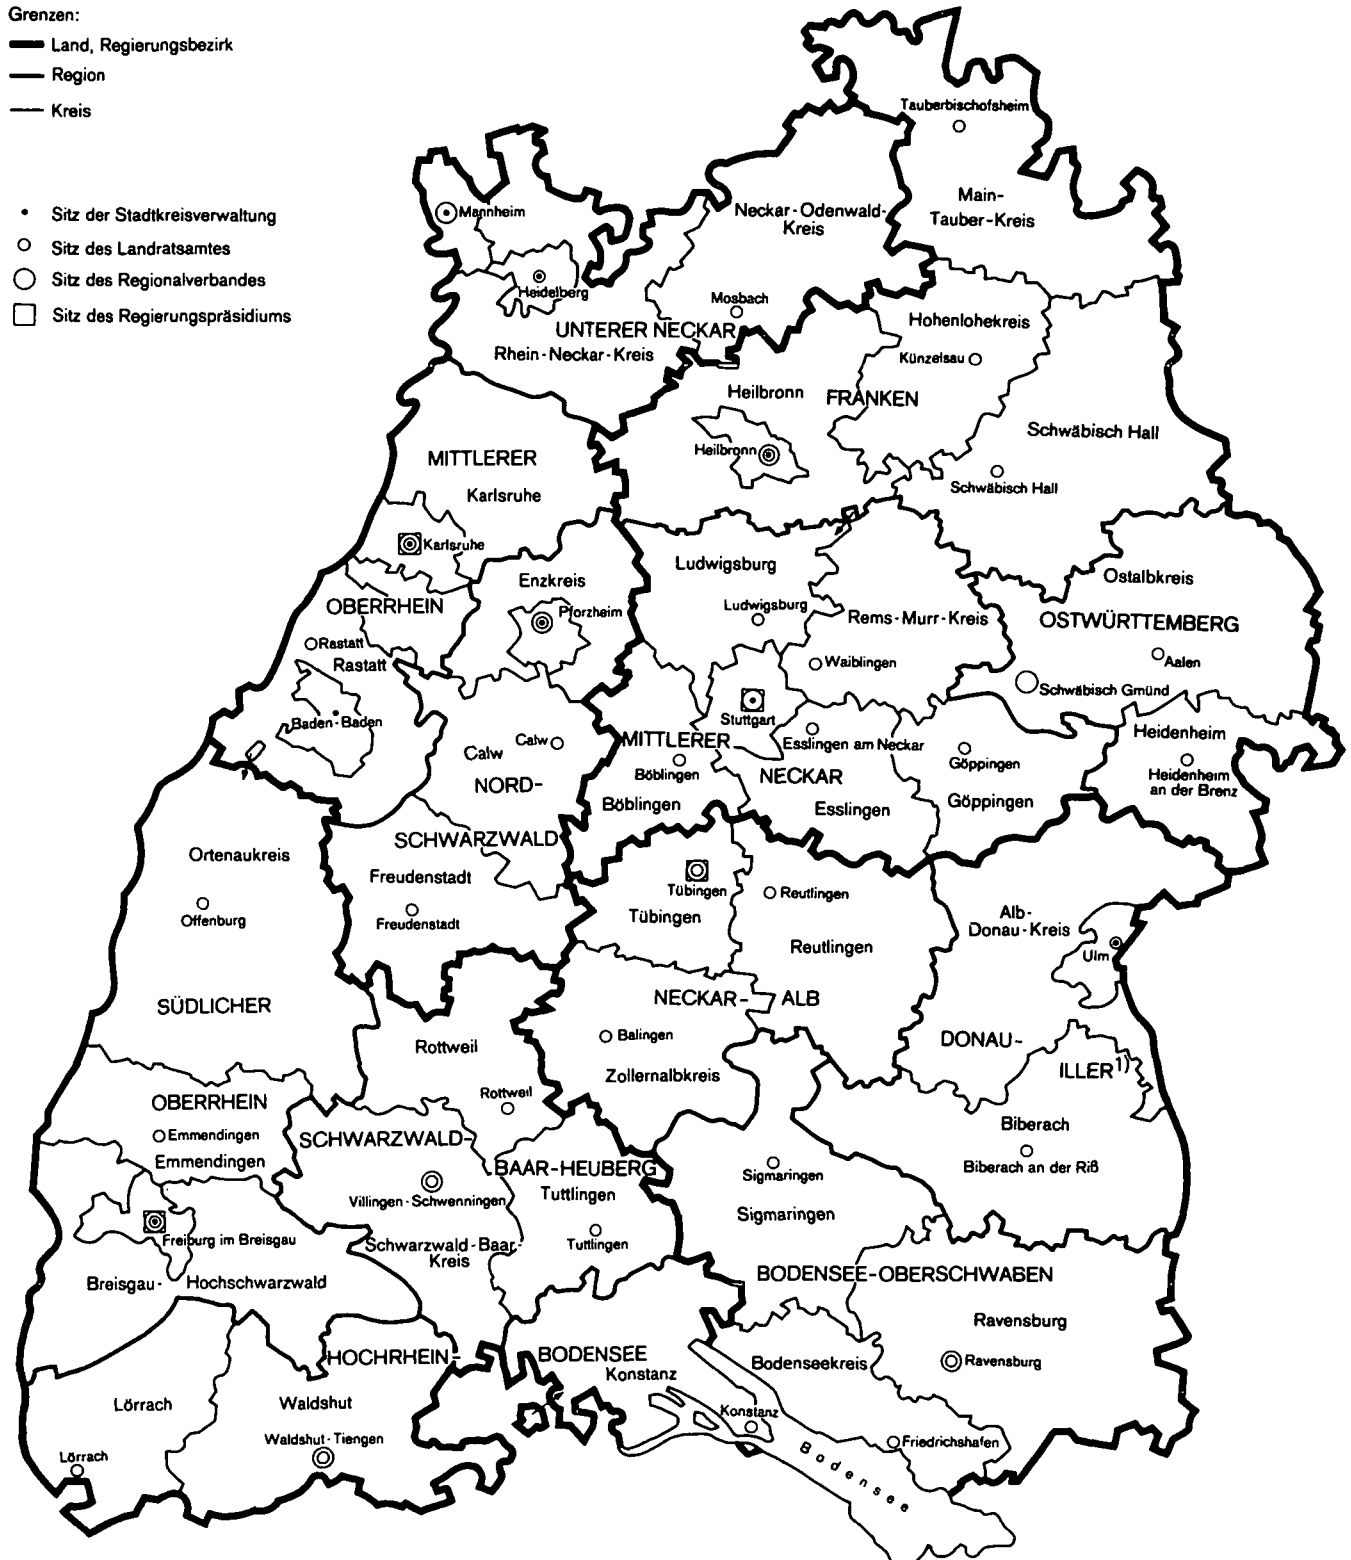 Grenzen:
Land, Regierungsbezirk
Region
Kreis
Sitz der Stadtkreisverwaltung
Sitz des Landratsamtes
Sitz des Regionalverbandes
Sitz des Regierungspräsidiums
Tauberbischofsheim
Main-
Tauber-Kreis
Mannheim
Neckar-Odenwald-
Kreis
Heidelberg
Mosbach
UNTERER NECKAR
Rhein-Neckar-Kreis
Hohenlohekreis
Künzelsau
Heilbronn
FRANKEN
Heilbronn
Schwäbisch Hall
Schwäbisch Hall
MITTLERER
Karlsruhe
Karlsruhe
OBERRHEIN
Rastatt
Rastatt
Baden-Baden
Enzkreis
Pforzheim
Ludwigsburg
Ludwigsburg
Rems-Murr-Kreis
Waiblingen
Ostalbkreis
OSTWÜRTTEMBERG
Aalen
Schwäbisch Gmünd
Stuttgart
MITTLERER
Böblingen
Böblingen
Esslingen am Neckar
NECKAR
Esslingen
Göppingen
Göppingen
Heidenheim
Heidenheim
an der Brenz
Calw
Calw
NORD-
SCHWARZWALD
Freudenstadt
Freudenstadt
Ortenaukreis
Offenburg
SÜDLICHER
Tübingen
Tübingen
Reutlingen
Reutlingen
NECKAR-ALB
Balingen
Zollernalbkreis
Alb-
Donau-Kreis
Ulm
DONAU-
ILLER1)
Biberach
Biberach an der Riß
Rottweil
Rottweil
OBERRHEIN
Emmendingen
Emmendingen
SCHWARZWALD-
BAAR-HEUBERG
Villingen-Schwenningen
Tuttlingen
Tuttlingen
Schwarzwald-Baar-
Kreis
Freiburg im Breisgau
Breisgau-Hochschwarzwald
Sigmaringen
Sigmaringen
BODENSEE-OBERSCHWABEN
Ravensburg
Ravensburg
Bodenseekreis
Friedrichshafen
HOCHRHEIN-
BODENSEE
Konstanz
Konstanz
Bodensee
Lörrach
Lörrach
Waldshut
Waldshut-Tiengen